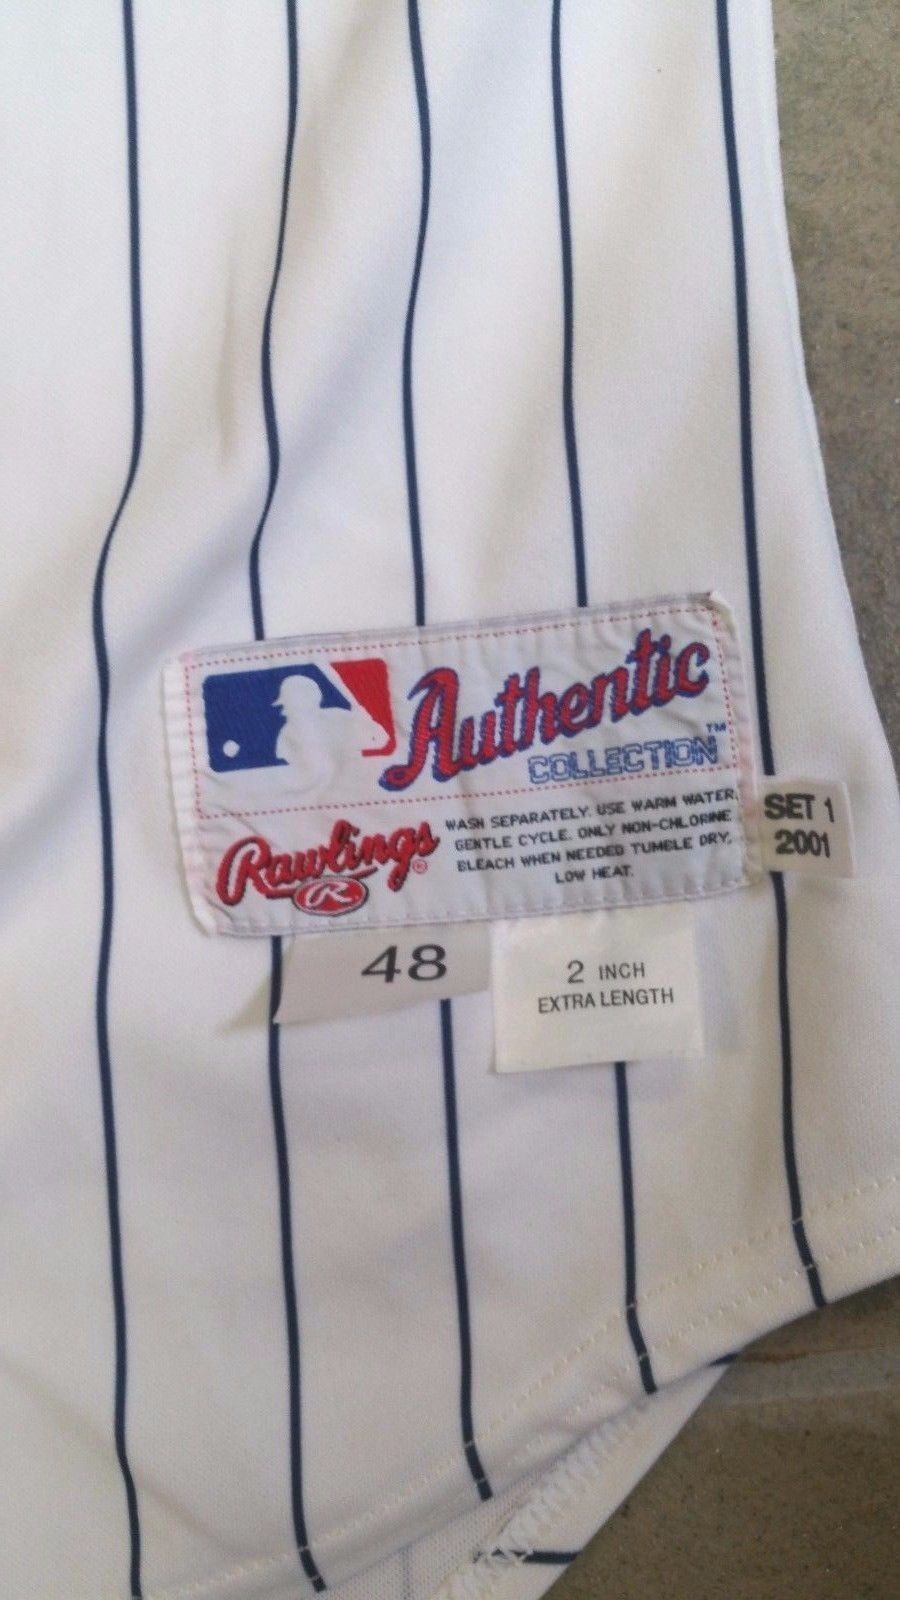 Authentic™
COLLECTION
Rawlings®
R
WASH SEPARATELY. USE WARM WATER.
GENTLE CYCLE. ONLY NON-CHLORINE
BLEACH WHEN NEEDED TUMBLE DRY,
LOW HEAT.
SET 1
2001
48
2 INCH
EXTRA LENGTH